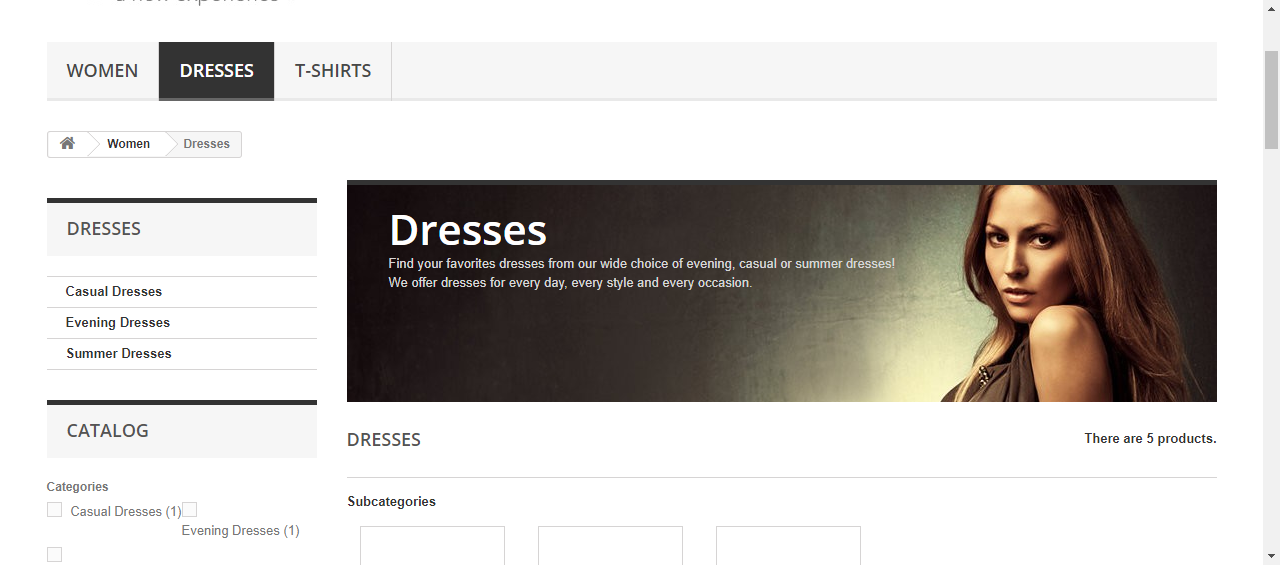 a new experience
WOMEN DRESSES T-SHIRTS
Women Dresses
DRESSES
Casual Dresses
Evening Dresses
Summer Dresses
CATALOG
Categories
Casual Dresses (1)
Evening Dresses (1)
Dresses
Find your favorites dresses from our wide choice of evening, casual or summer dresses!
We offer dresses for every day, every style and every occasion.
DRESSES
There are 5 products.
Subcategories